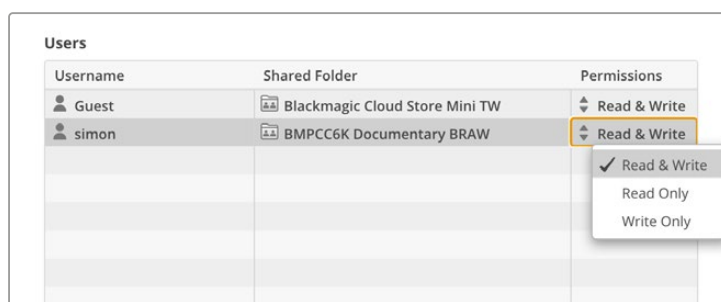 Users
Username Shared Folder Permissions
Guest Blackmagic Cloud Store Mini TW Read & Write
simon BMPCC6K Documentary BRAW Read & Write
Read & Write
Read Only
Write Only